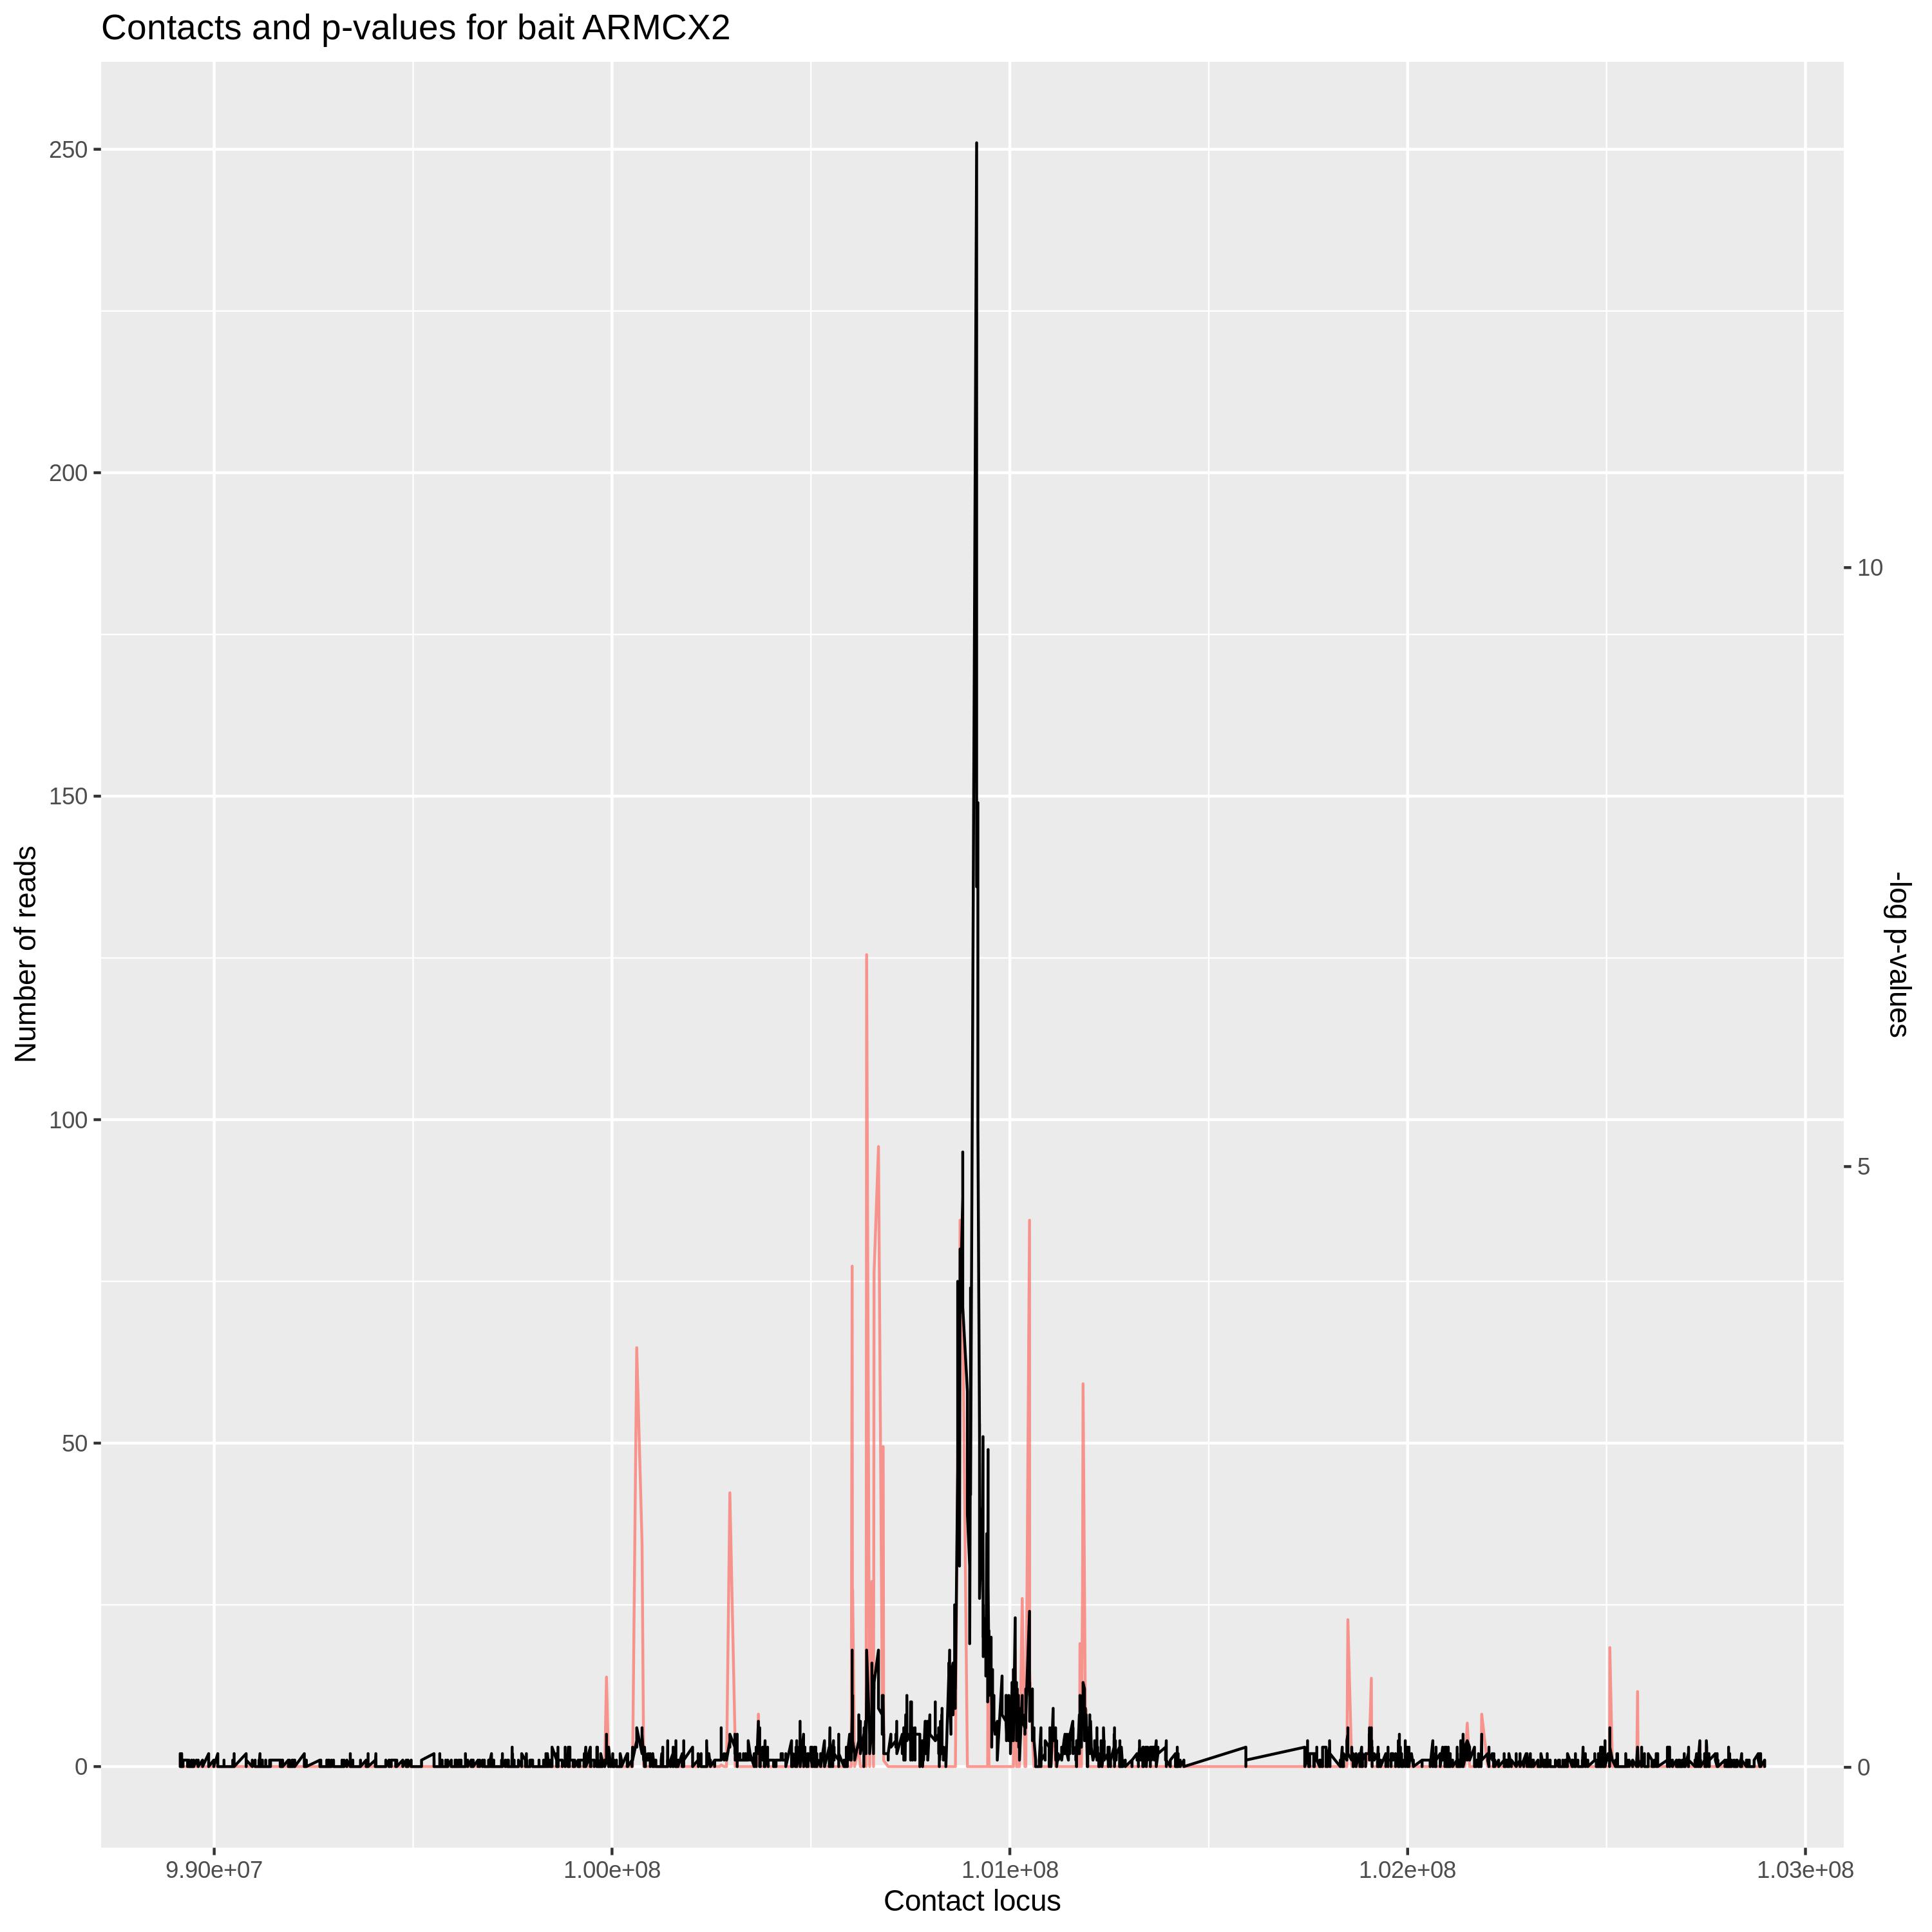 Contacts and p-values for bait ARMCX2
250
200
150
100
50
0
Number of reads
10
5
0
-log p-values
9.90e+07
1.00e+08
1.01e+08
1.02e+08
1.03e+08
Contact locus